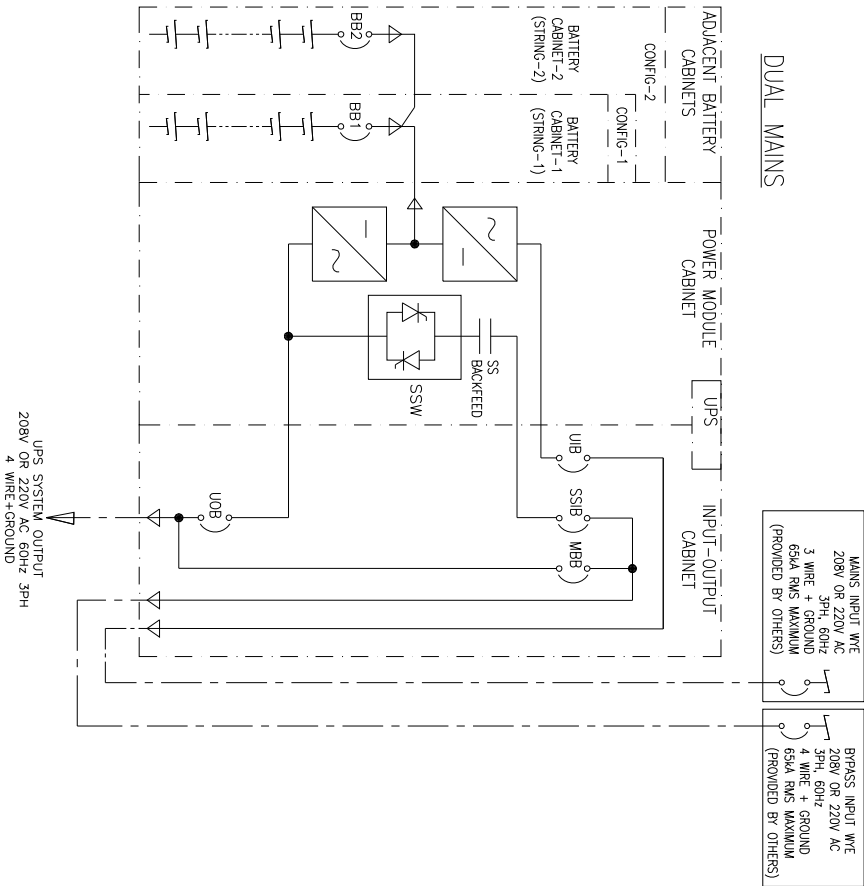 DUAL MAINS
ADJACENT BATTERY
CABINETS
CONFIG-2
CONFIG-1
BATTERY
CABINET-2
(STRING-2)
BATTERY
CABINET-1
(STRING-1)
BB2
BB1
POWER MODULE
CABINET
SS
BACKFEED
SSW
UPS
INPUT-OUTPUT
CABINET
UIB
SSIB
MBB
UOB
MAINS INPUT WYE
208V OR 220V AC
3PH, 60Hz
3 WIRE + GROUND
65kA RMS MAXIMUM
(PROVIDED BY OTHERS)
BYPASS INPUT WYE
208V OR 220V AC
3PH, 60Hz
4 WIRE + GROUND
65kA RMS MAXIMUM
(PROVIDED BY OTHERS)
UPS SYSTEM OUTPUT
208V OR 220V AC 60Hz 3PH
4 WIRE+GROUND